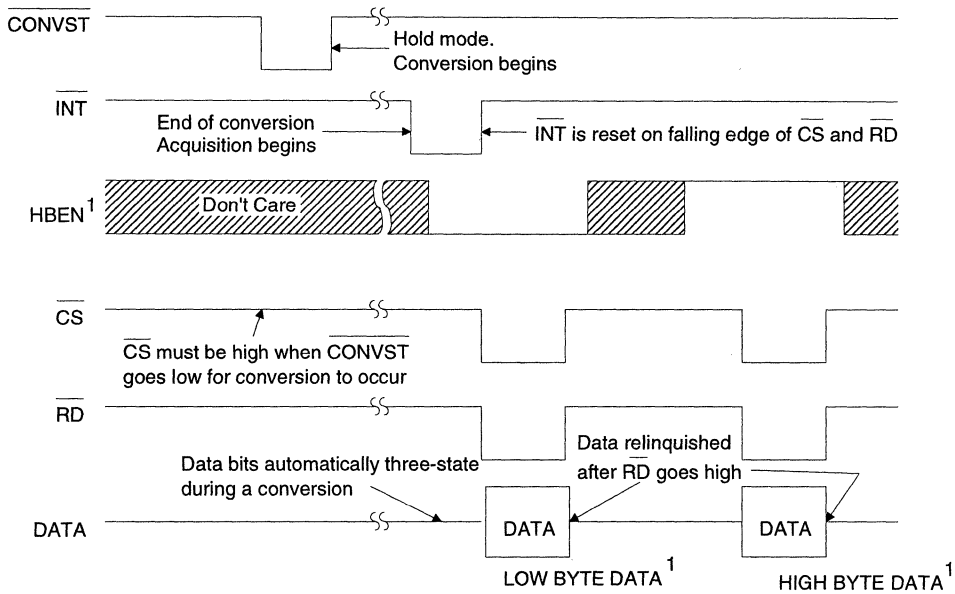 CONVST
Hold mode.
Conversion begins
INT
End of conversion
Acquisition begins
INT is reset on falling edge of CS and RD
HBEN1
Don't Care
CS
CS must be high when CONVST
goes low for conversion to occur
RD
Data bits automatically three-state
during a conversion
Data relinquished
after RD goes high
DATA
DATA
DATA
LOW BYTE DATA1
HIGH BYTE DATA1